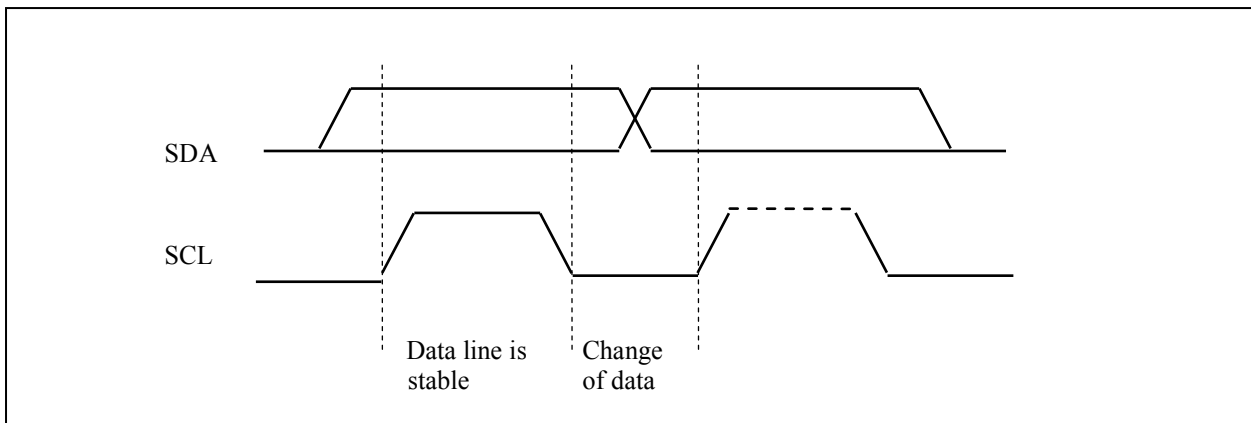 SDA
SCL
Data line is
stable
Change
of data